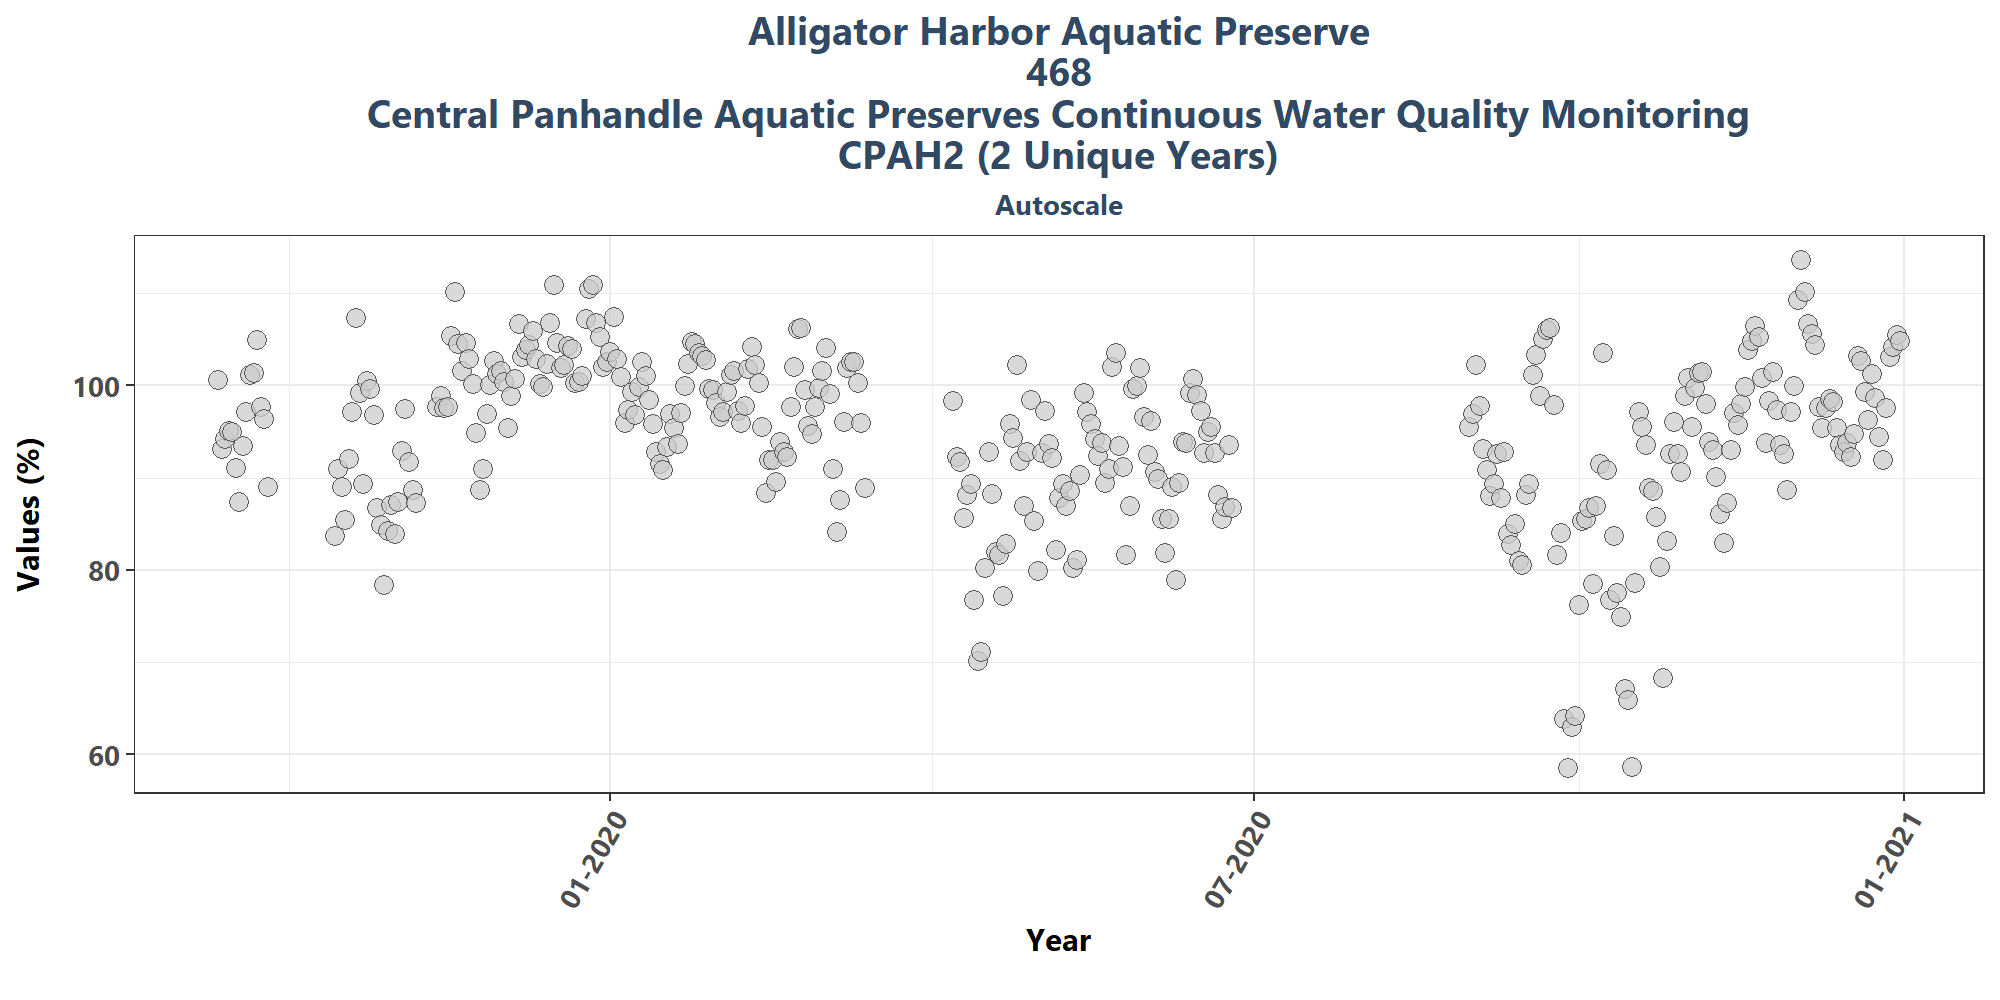 Alligator Harbor Aquatic Preserve
468
Central Panhandle Aquatic Preserves Continuous Water Quality Monitoring
CPAH2 (2 Unique Years)
Autoscale
Values (%)
100
80
60
01-2020
07-2020
01-2021
Year